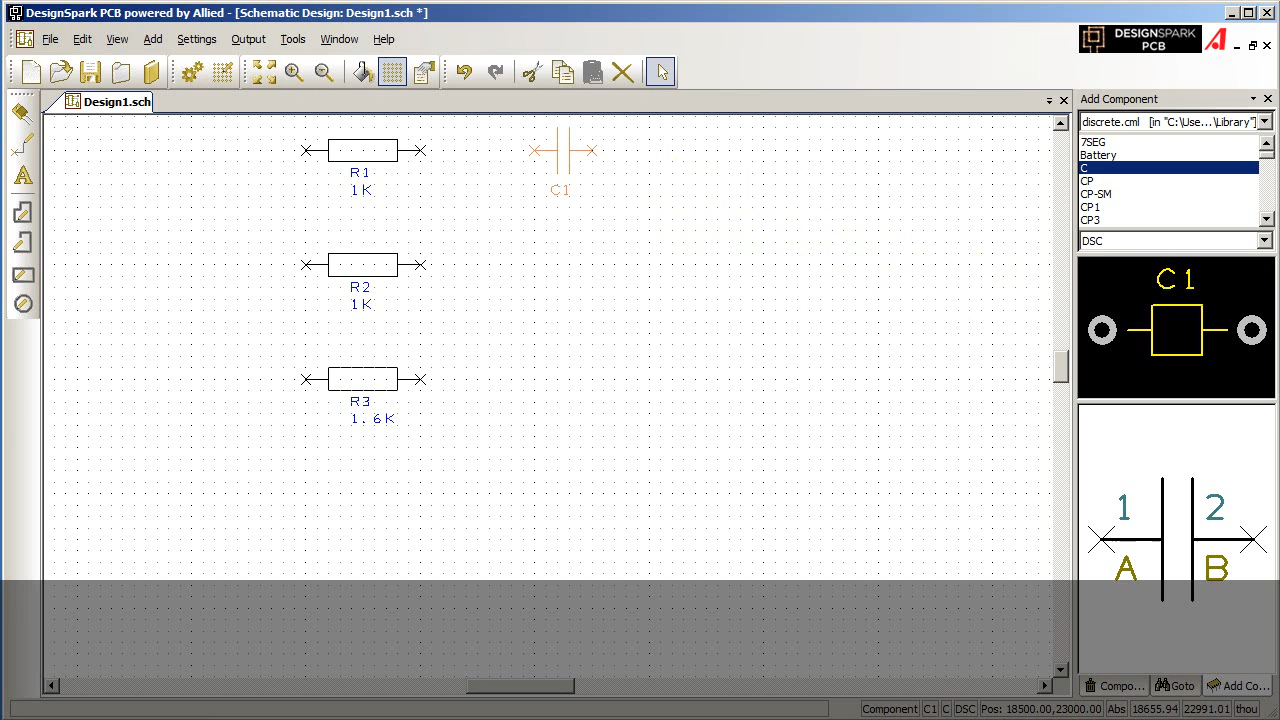 DesignSpark PCB powered by Allied - [Schematic Design: Design1.sch *]
File Edit View Add Settings Output Tools Window
DESIGNSPARK
PCB
Design1.sch
Add Component
discrete.cml [in "C:\Use...\Library"]
7SEG
Battery
C
CP
CP-SM
CP1
CP3
DSC
R1
1K
C1
R2
1K
R3
1.6K
C1
1 2
A B
Compo... Goto Add Co...
Component C1 C DSC Pos: 18500.00,23000.00 Abs 18655.94 22991.01 thou